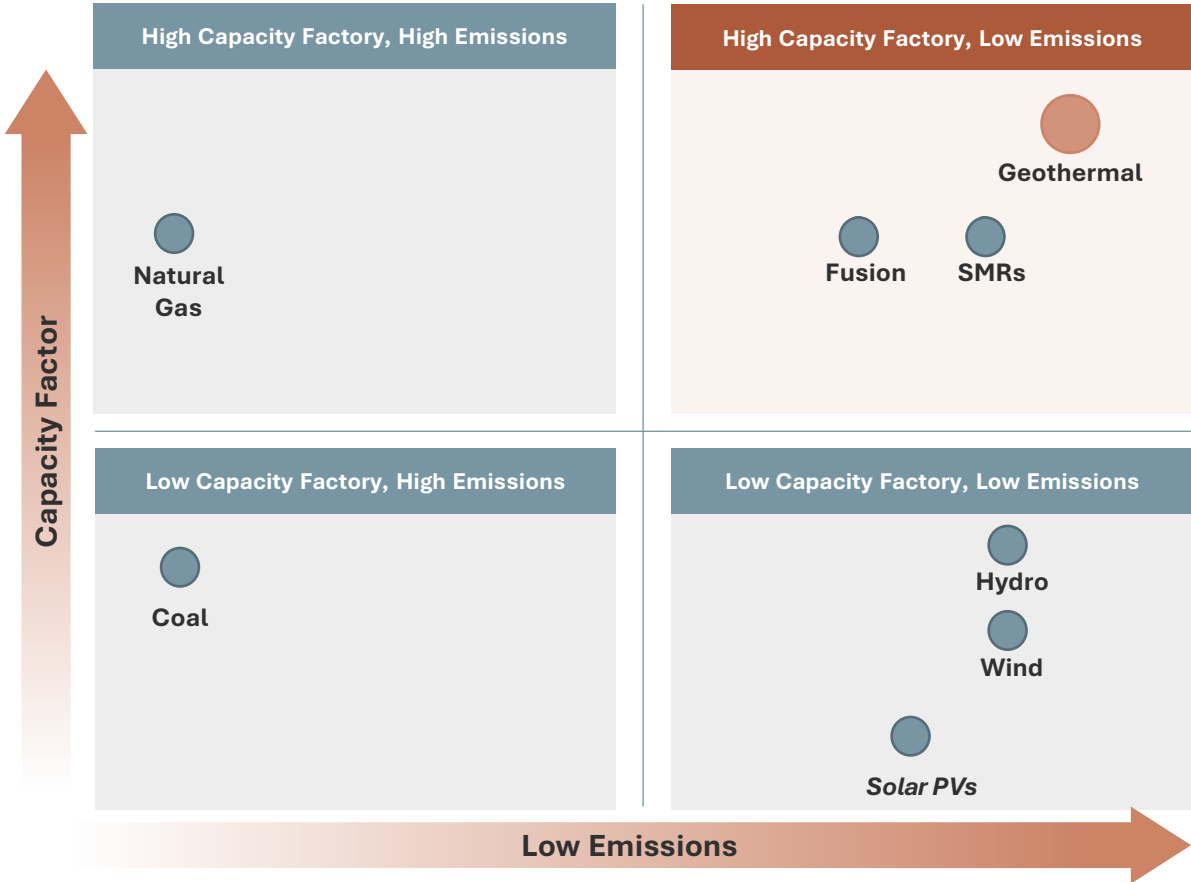 High Capacity Factory, High Emissions
High Capacity Factory, Low Emissions
Geothermal
Natural
Gas
Fusion
SMRs
Capacity Factor
Low Capacity Factory, High Emissions
Low Capacity Factory, Low Emissions
Coal
Hydro
Wind
Solar PVs
Low Emissions